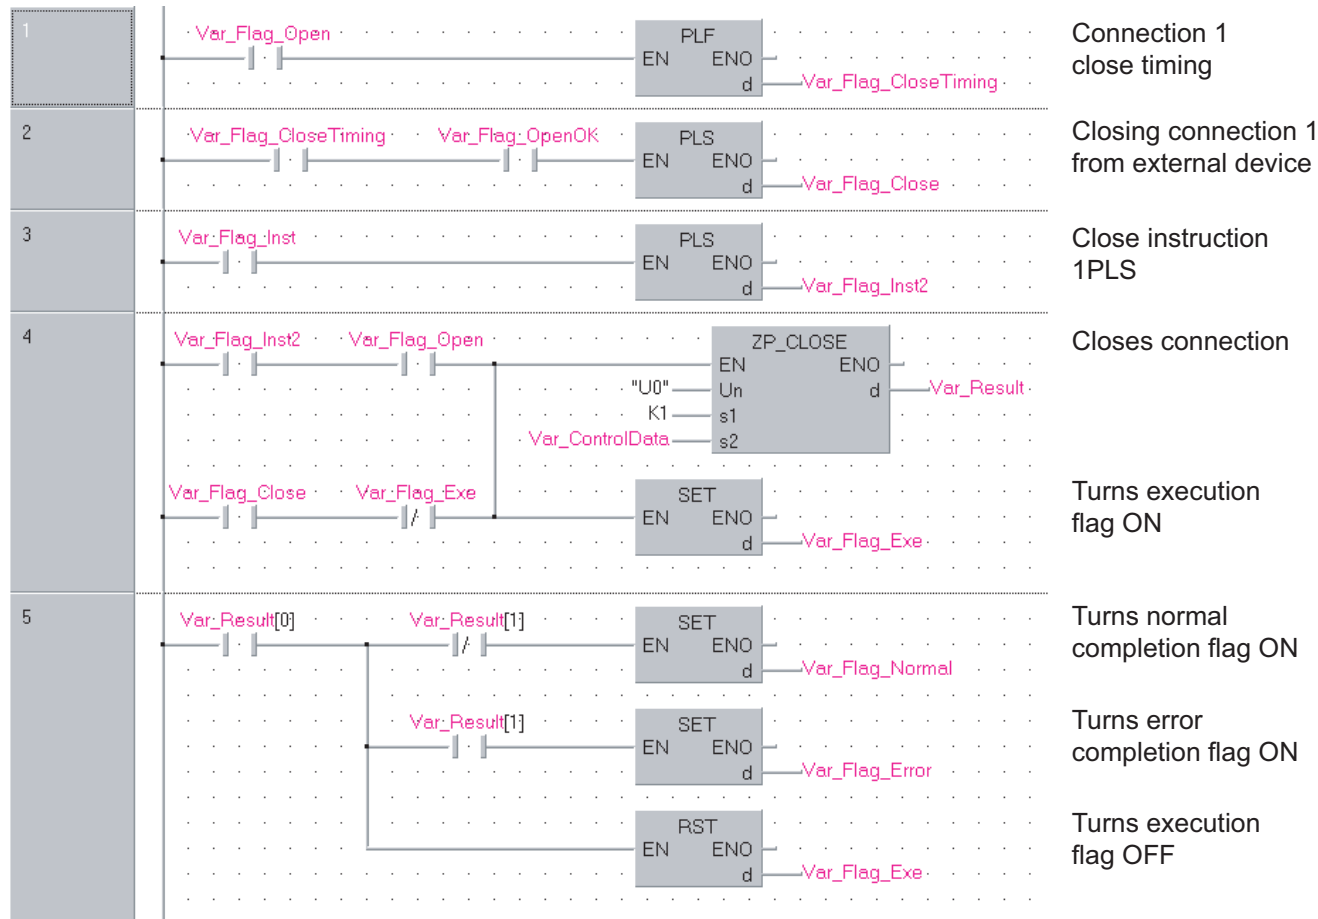 1
Var_Flag_Open
PLF
EN ENO
d
Var_Flag_CloseTiming
Connection 1
close timing
2
Var_Flag_CloseTiming
Var_Flag_OpenOK
PLS
EN ENO
d
Var_Flag_Close
Closing connection 1
from external device
3
Var_Flag_Inst
PLS
EN ENO
d
Var_Flag_Inst2
Close instruction
1PLS
4
Var_Flag_Inst2
Var_Flag_Open
ZP_CLOSE
EN ENO
"U0"
Un d
Var_Result
K1
s1
Var_ControlData
s2
Closes connection
Var_Flag_Close
Var_Flag_Exe
SET
EN ENO
d
Var_Flag_Exe
Turns execution
flag ON
5
Var_Result[0]
Var_Result[1]
SET
EN ENO
d
Var_Flag_Normal
Turns normal
completion flag ON
Var_Result[1]
SET
EN ENO
d
Var_Flag_Error
Turns error
completion flag ON
RST
EN ENO
d
Var_Flag_Exe
Turns execution
flag OFF